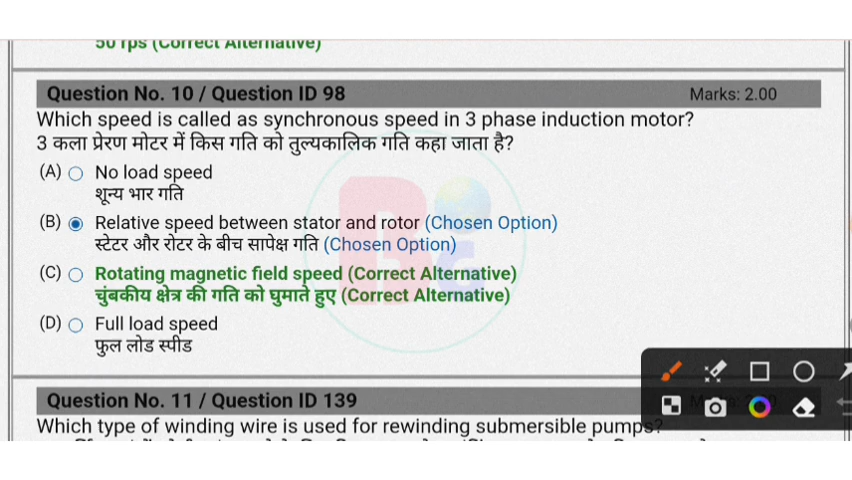 50 rps (Correct Alternative)
Question No. 10 / Question ID 98 Marks: 2.00
Which speed is called as synchronous speed in 3 phase induction motor?
3 कला प्रेरण मोटर में किस गति को तुल्यकालिक गति कहा जाता है?
(A) No load speed
शून्य भार गति
(B) Relative speed between stator and rotor (Chosen Option)
स्टेटर और रोटर के बीच सापेक्ष गति (Chosen Option)
(C) Rotating magnetic field speed (Correct Alternative)
चुंबकीय क्षेत्र की गति को घुमाते हुए (Correct Alternative)
(D) Full load speed
फुल लोड स्पीड
Question No. 11 / Question ID 139
Which type of winding wire is used for rewinding submersible pumps?